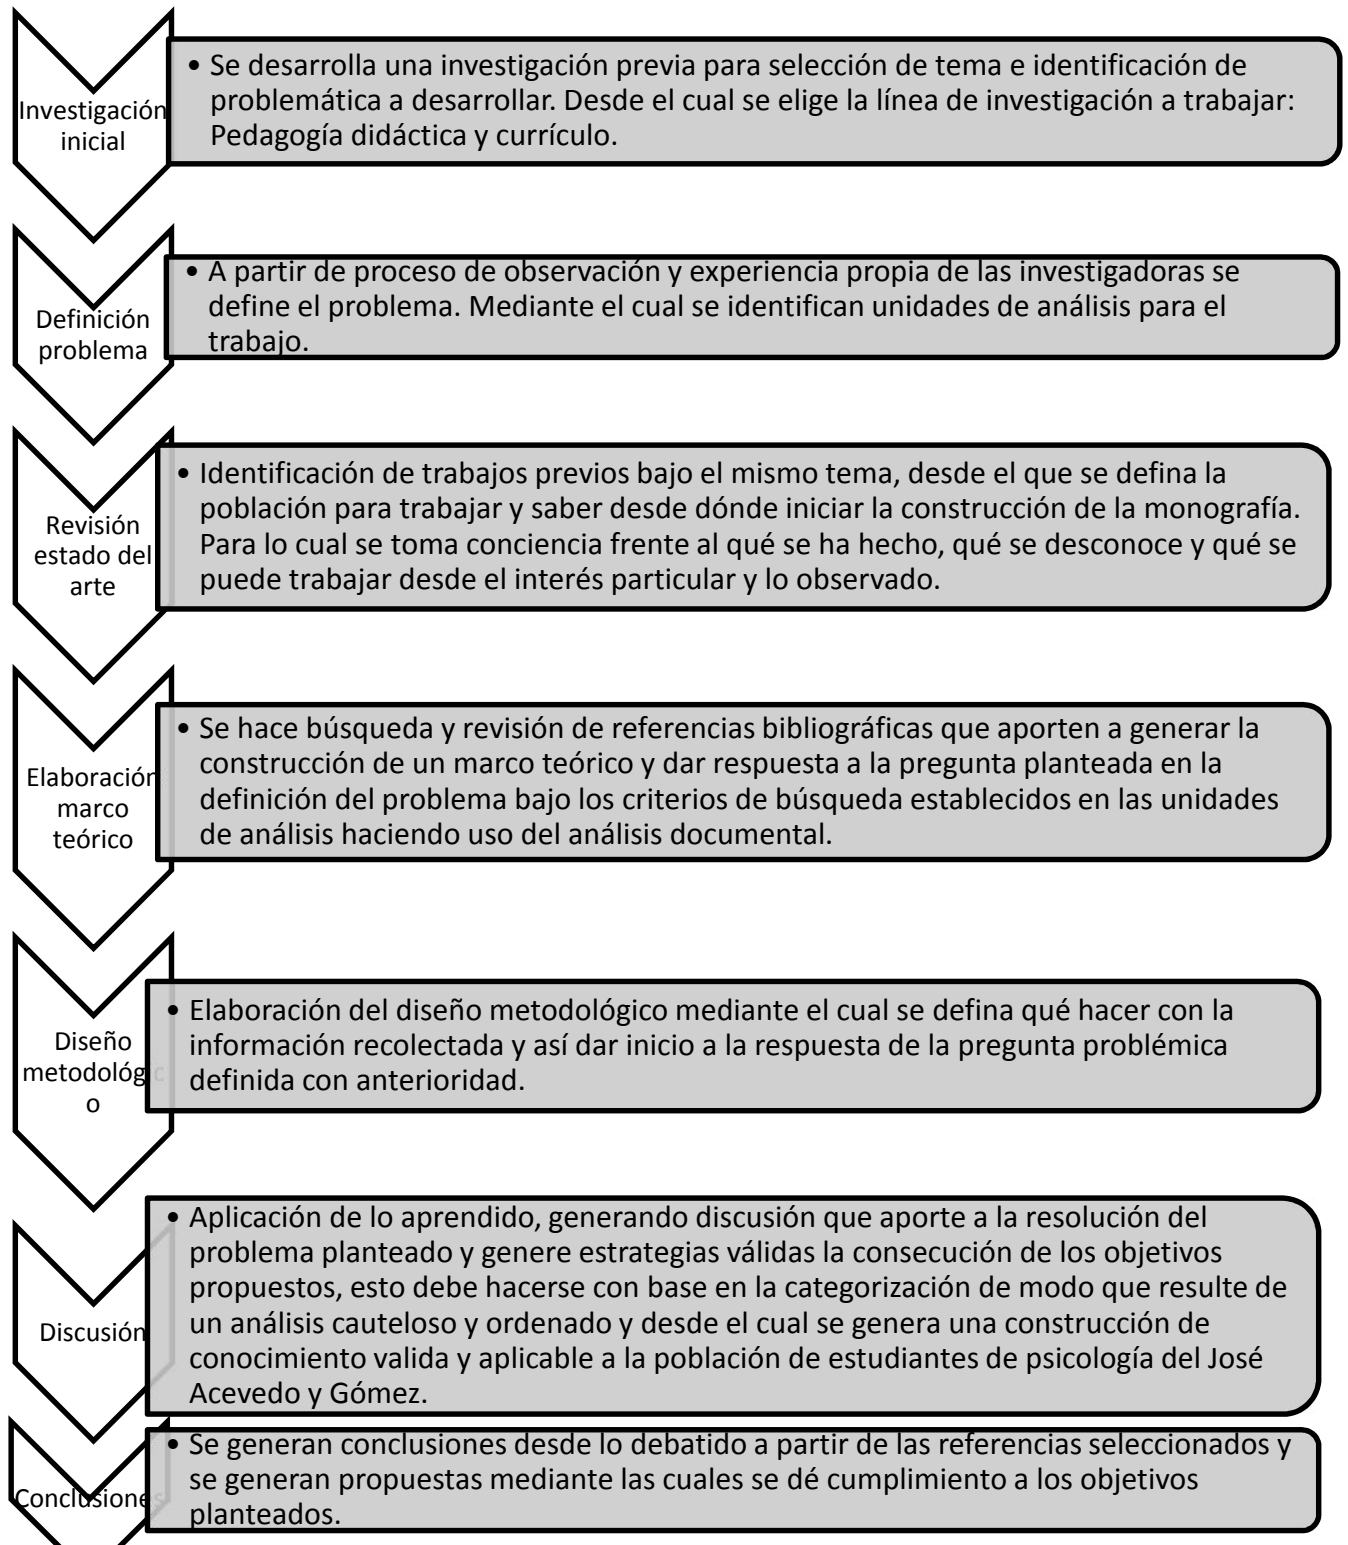 Investigación
inicial
• Se desarrolla una investigación previa para selección de tema e identificación de
problemática a desarrollar. Desde el cual se elige la línea de investigación a trabajar:
Pedagogía didáctica y currículo.
Definición
problema
• A partir de proceso de observación y experiencia propia de las investigadoras se
define el problema. Mediante el cual se identifican unidades de análisis para el
trabajo.
Revisión
estado del
arte
• Identificación de trabajos previos bajo el mismo tema, desde el que se defina la
población para trabajar y saber desde dónde iniciar la construcción de la monografía.
Para lo cual se toma conciencia frente al qué se ha hecho, qué se desconoce y qué se
puede trabajar desde el interés particular y lo observado.
Elaboración
marco
teórico
• Se hace búsqueda y revisión de referencias bibliográficas que aporten a generar la
construcción de un marco teórico y dar respuesta a la pregunta planteada en la
definición del problema bajo los criterios de búsqueda establecidos en las unidades
de análisis haciendo uso del análisis documental.
Diseño
metodológic
o
• Elaboración del diseño metodológico mediante el cual se defina qué hacer con la
información recolectada y así dar inicio a la respuesta de la pregunta problémica
definida con anterioridad.
Discusión
• Aplicación de lo aprendido, generando discusión que aporte a la resolución del
problema planteado y genere estrategias válidas la consecución de los objetivos
propuestos, esto debe hacerse con base en la categorización de modo que resulte de
un análisis cauteloso y ordenado y desde el cual se genera una construcción de
conocimiento valida y aplicable a la población de estudiantes de psicología del José
Acevedo y Gómez.
Conclusiones
• Se generan conclusiones desde lo debatido a partir de las referencias seleccionados y
se generan propuestas mediante las cuales se dé cumplimiento a los objetivos
planteados.